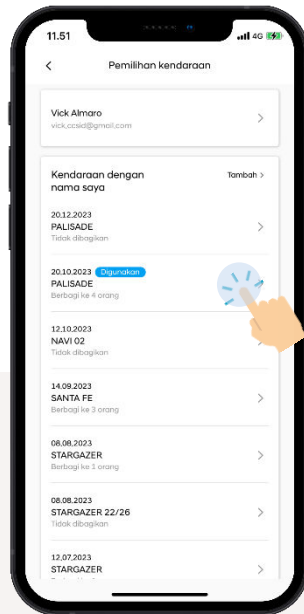 11.51
4G
Pemilihan kendaraan
Vick Almaro
vick,ccsid@gmail.com
Kendaraan dengan
nama saya
Tambah >
20.12.2023
PALISADE
Tidak dibagikan
20.10.2023 Digunakan
PALISADE
Berbagi ke 4 orang
12.10.2023
NAVI 02
Tidak dibagikan
14.09.2023
SANTA FE
Berbagi ke 3 orang
08.08.2023
STARGAZER
Berbagi ke 1 orang
08.08.2023
STARGAZER 22/26
Tidak dibagikan
12.07.2023
STARGAZER